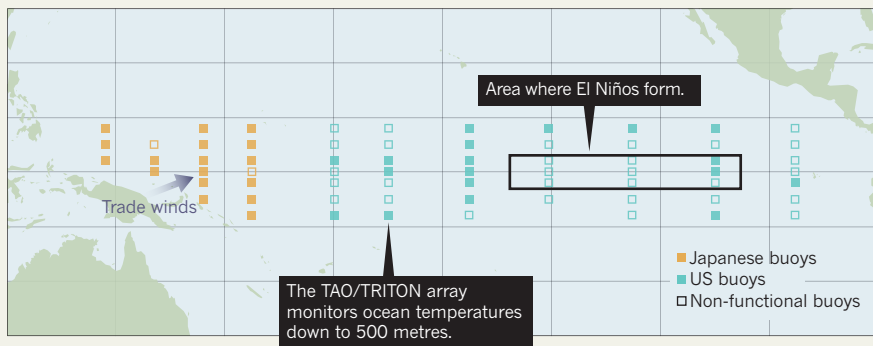 Area where El Niños form.
Trade winds
Japanese buoys
US buoys
Non-functional buoys
The TAO/TRITON array
monitors ocean temperatures
down to 500 metres.